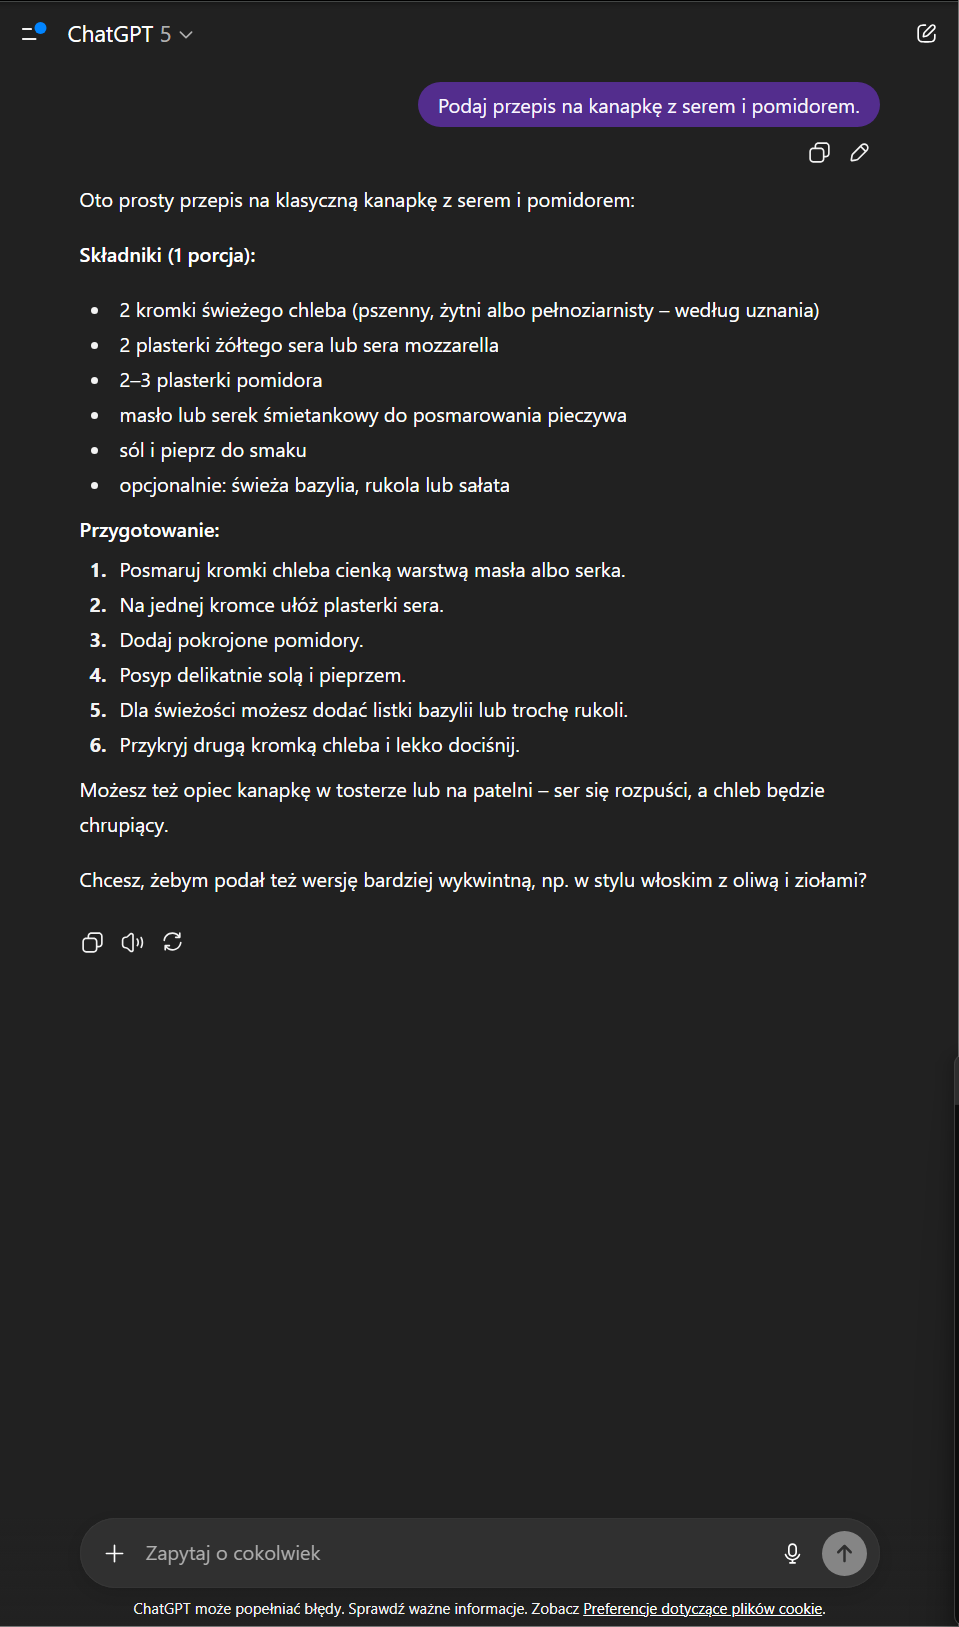 ChatGPT 5
Podaj przepis na kanapkę z serem i pomidorem.
Oto prosty przepis na klasyczną kanapkę z serem i pomidorem:
Składniki (1 porcja):
• 2 kromki świeżego chleba (pszenny, żytni albo pełnoziarnisty – według uznania)
• 2 plasterki żółtego sera lub sera mozzarella
• 2–3 plasterki pomidora
• masło lub serek śmietankowy do posmarowania pieczywa
• sól i pieprz do smaku
• opcjonalnie: świeża bazylia, rukola lub sałata
Przygotowanie:
1. Posmaruj kromki chleba cienką warstwą masła albo serka.
2. Na jednej kromce ułóż plasterki sera.
3. Dodaj pokrojone pomidory.
4. Posyp delikatnie solą i pieprzem.
5. Dla świeżości możesz dodać listki bazylii lub trochę rukoli.
6. Przykryj drugą kromką chleba i lekko dociśnij.
Możesz też opiec kanapkę w tosterze lub na patelni – ser się rozpuści, a chleb będzie
chrupiący.
Chcesz, żebym podał też wersję bardziej wykwintną, np. w stylu włoskim z oliwą i ziołami?
Zapytaj o cokolwiek
ChatGPT może popełniać błędy. Sprawdź ważne informacje. Zobacz Preferencje dotyczące plików cookie.